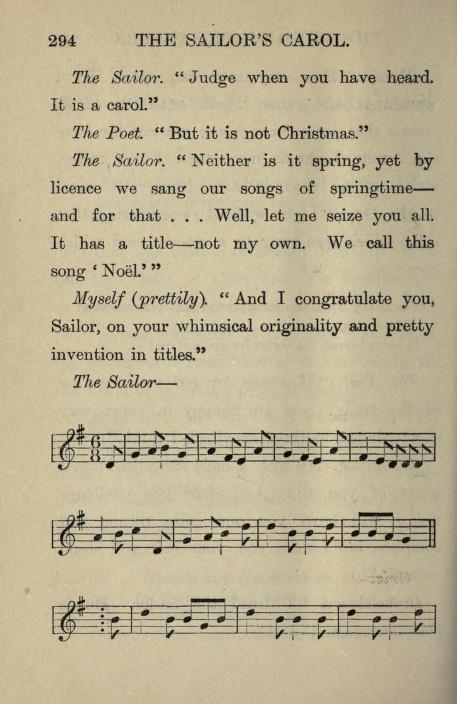 294 THE SAILOR'S CAROL.
The Sailor. “Judge when you have heard.
It is a carol.”
The Poet. “But it is not Christmas.”
The Sailor. “Neither is it spring, yet by
licence we sang our songs of springtime—
and for that . . . Well, let me seize you all.
It has a title—not my own. We call this
song ‘Noël.’”
Myself (prettily). “And I congratulate you,
Sailor, on your whimsical originality and pretty
invention in titles.”
The Sailor—
6
8